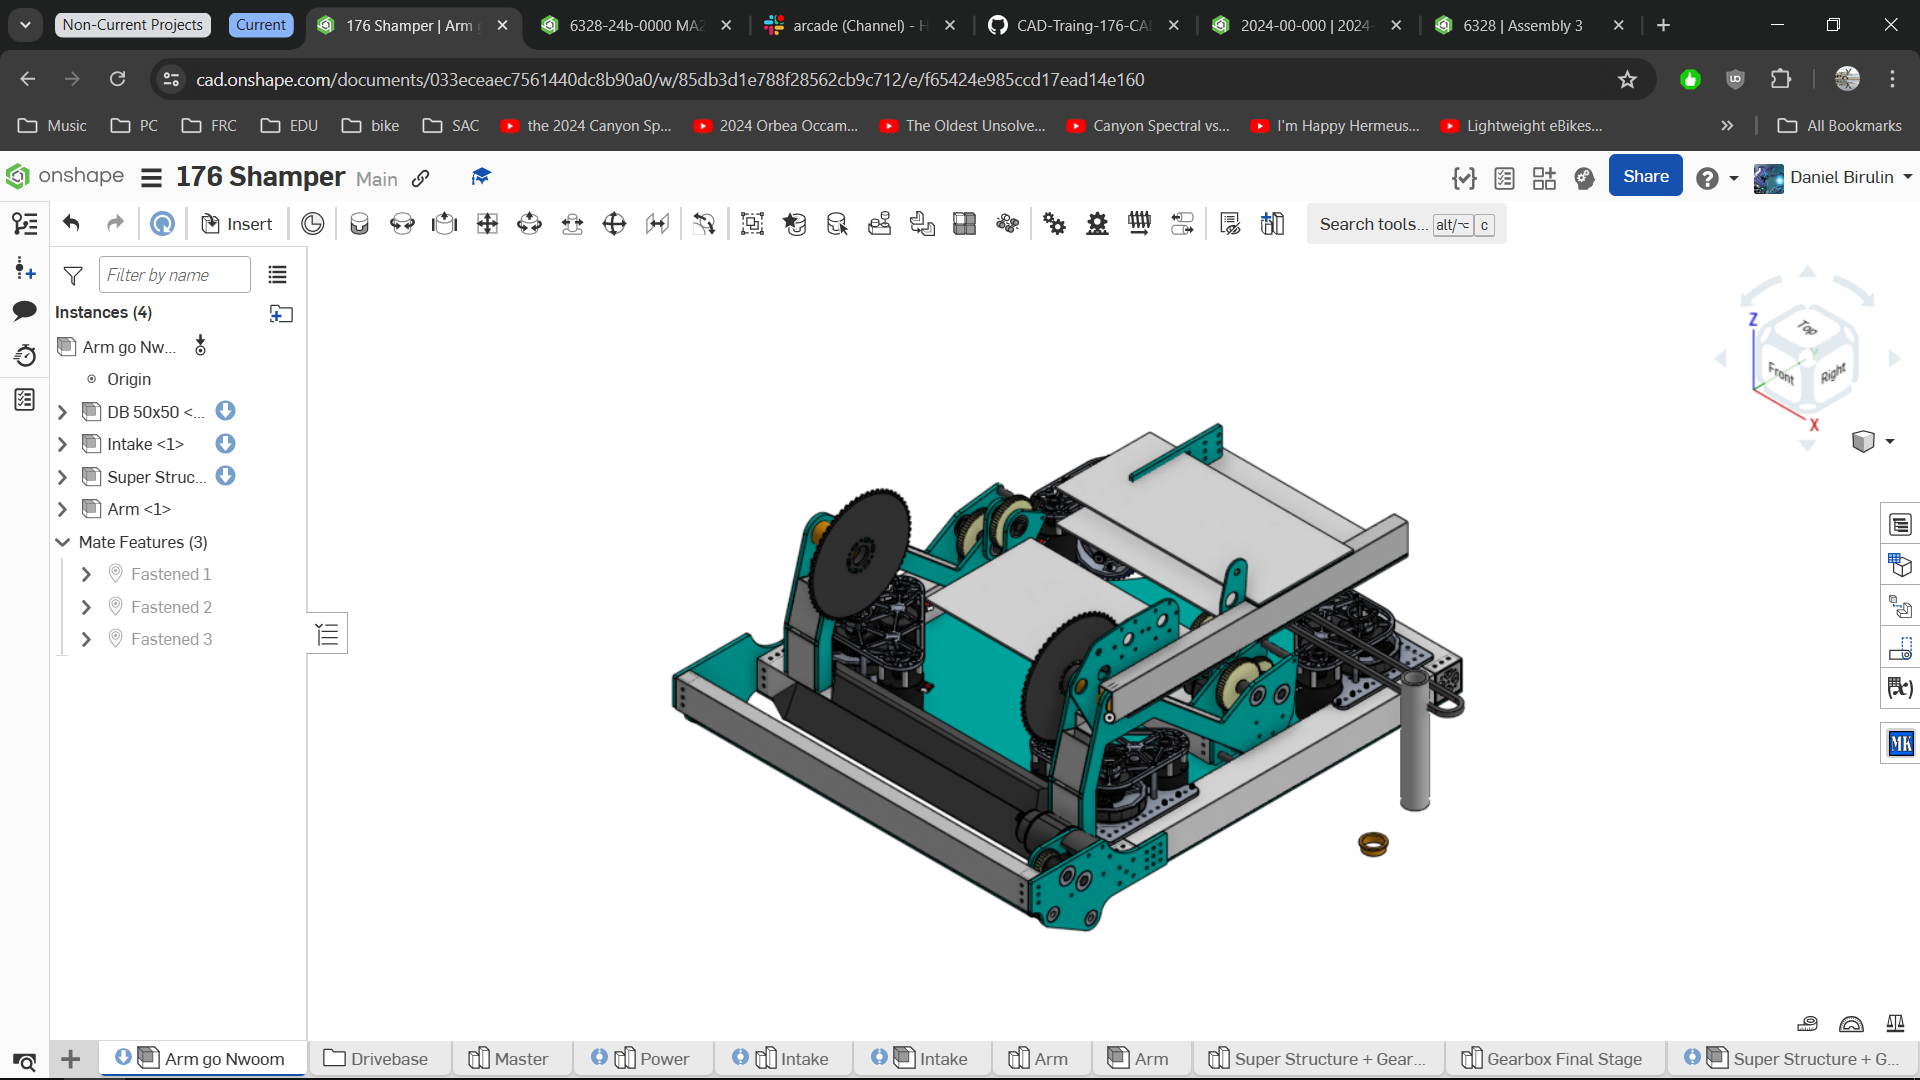 Non-Current Projects
Current
176 Shamper | Arm g
6328-24b-0000 MA2
arcade (Channel) - H
CAD-Traing-176-CA
2024-00-000 | 2024-
6328 | Assembly 3
cad.onshape.com/documents/033eceaec7561440dc8b90a0/w/85db3d1e788f28562cb9c712/e/f65424e985ccd17ead14e160
Music
PC
FRC
EDU
bike
SAC
the 2024 Canyon Sp...
2024 Orbea Occam...
The Oldest Unsolve...
Canyon Spectral vs...
I'm Happy Hermeus...
Lightweight eBikes...
All Bookmarks
onshape
176 Shamper
Main
Share
Daniel Birulin
Insert
Search tools... alt/⌥ c
Filter by name
Instances (4)
Arm go Nw...
Origin
DB 50x50 <...
Intake <1>
Super Struc...
Arm <1>
Mate Features (3)
Fastened 1
Fastened 2
Fastened 3
Z
Top
Y
Front
Right
X
(x)
MK
Arm go Nwoom
Drivebase
Master
Power
Intake
Intake
Arm
Arm
Super Structure + Gear...
Gearbox Final Stage
Super Structure + G...